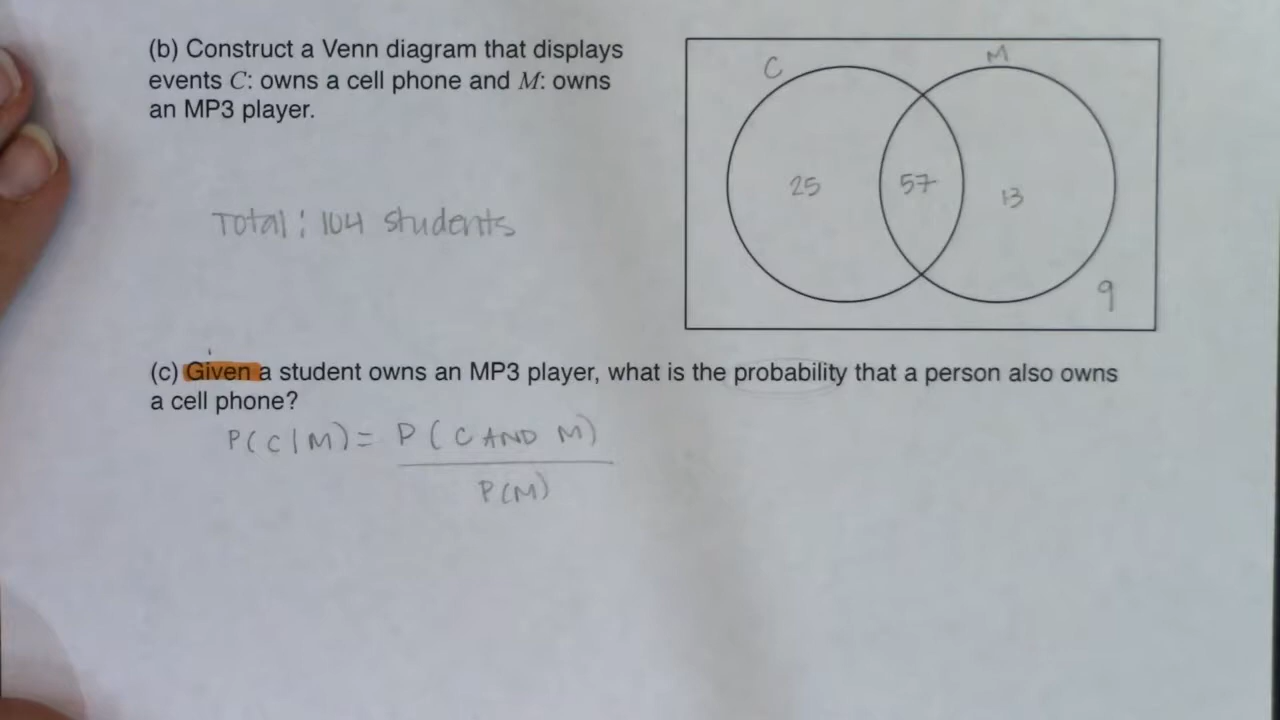 (b) Construct a Venn diagram that displays
events C: owns a cell phone and M: owns
an MP3 player.
Total: 104 students
C
M
25
57
13
9
(c) Given a student owns an MP3 player, what is the probability that a person also owns
a cell phone?
P(C|M) = P(C AND M)
P(M)